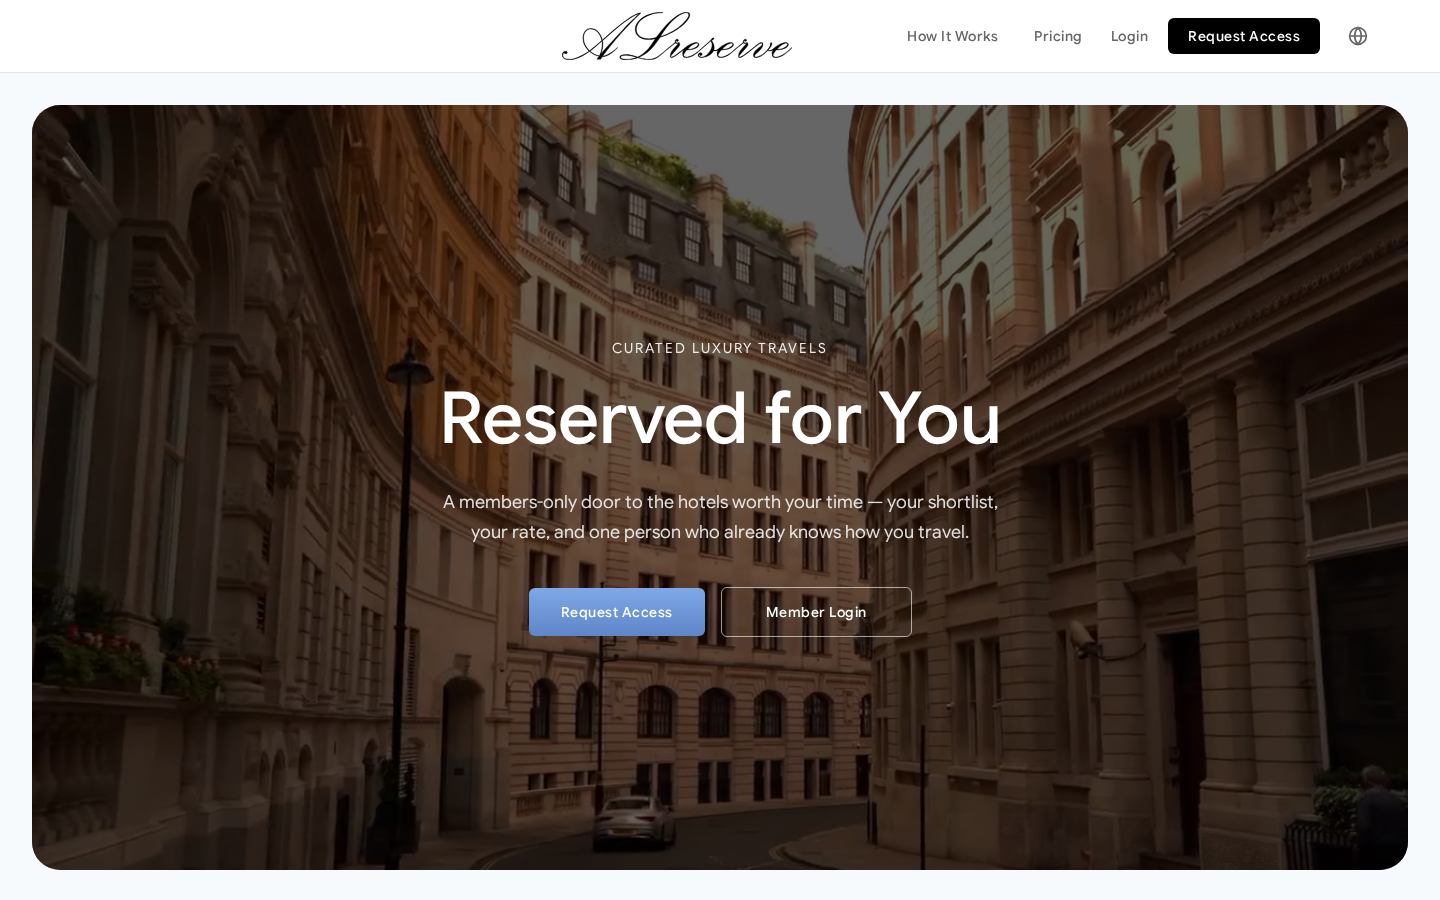 ALreserve
How It Works
Pricing
Login
Request Access
CURATED LUXURY TRAVELS
Reserved for You
A members-only door to the hotels worth your time — your shortlist,
your rate, and one person who already knows how you travel.
Request Access
Member Login